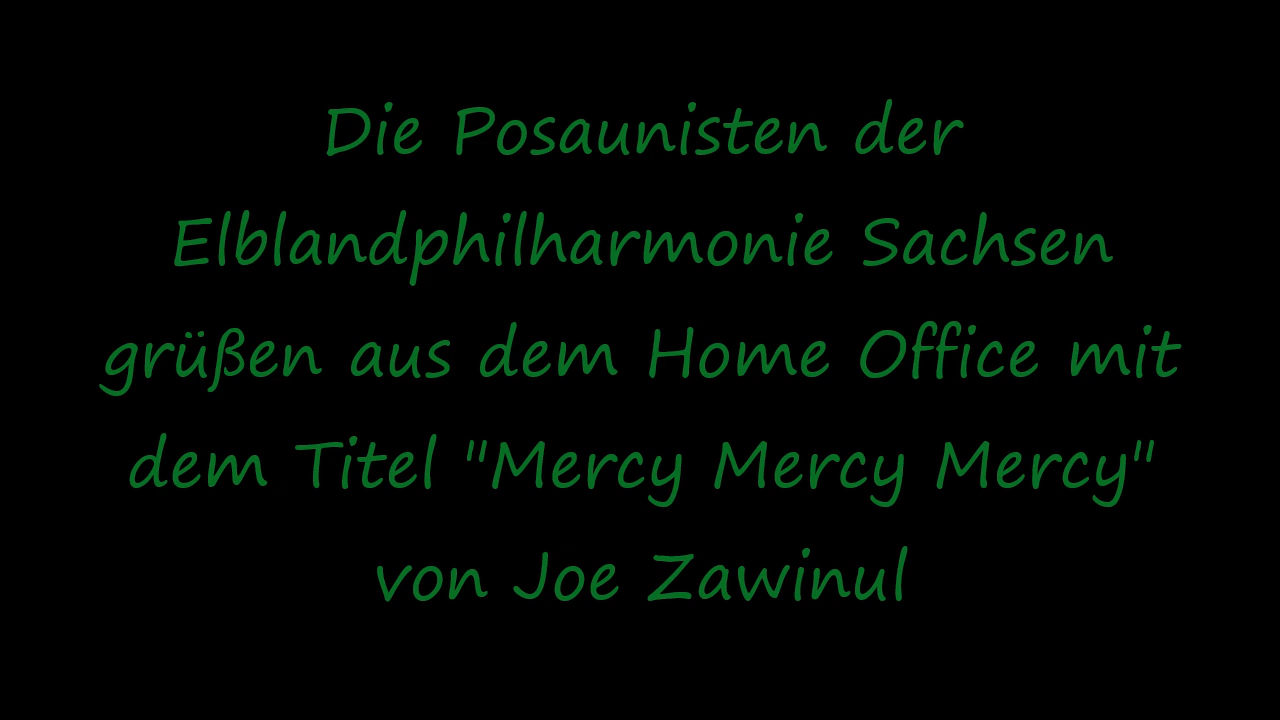 Die Posaunisten der
Elblandphilharmonie Sachsen
grüßen aus dem Home Office mit
dem Titel "Mercy Mercy Mercy"
von Joe Zawinul